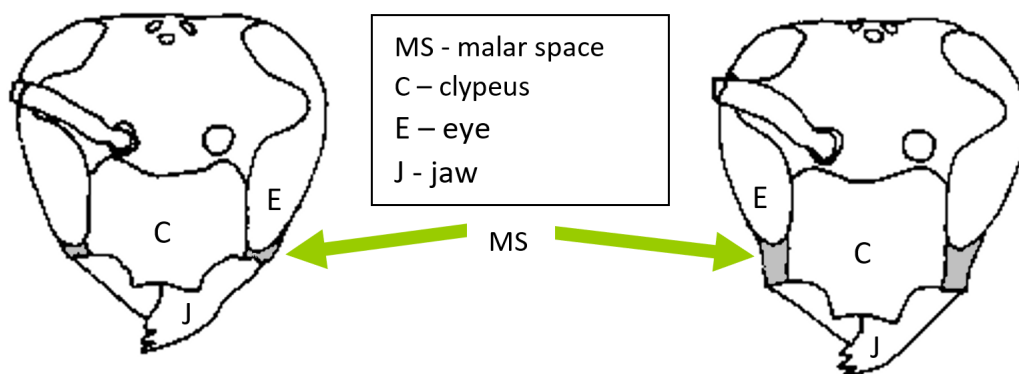 MS - malar space
C – clypeus
E – eye
J - jaw
E
E
C
MS
C
J
J